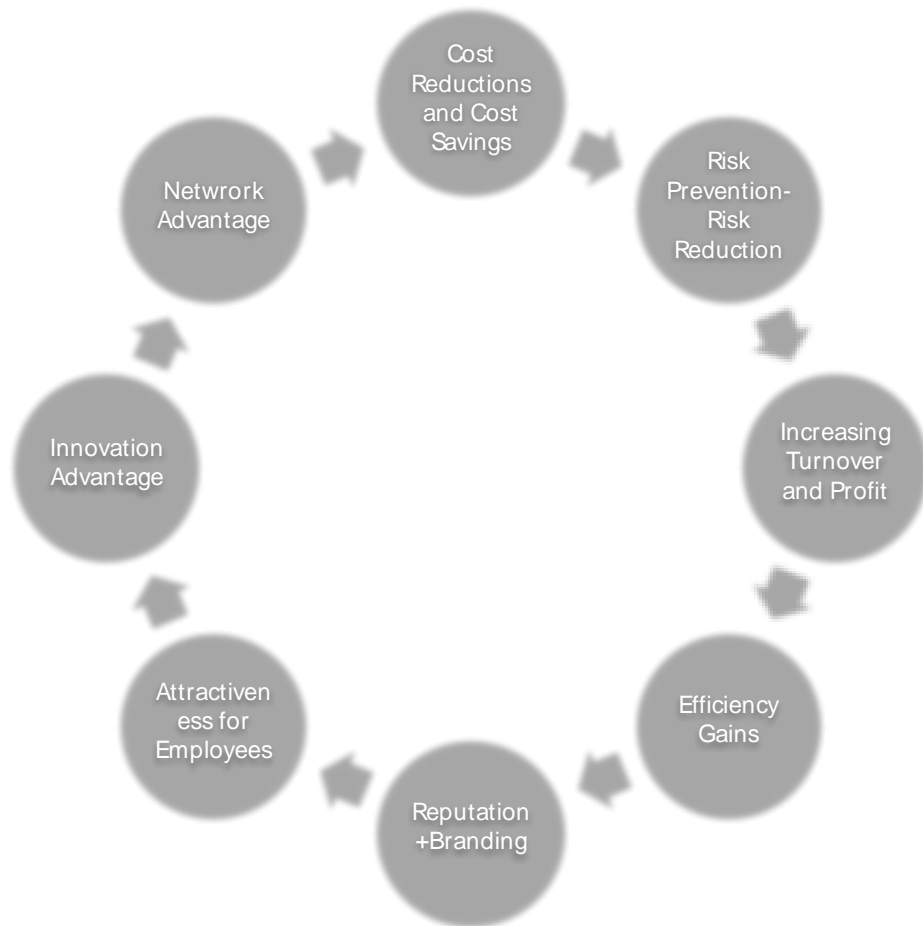 Cost
Reductions
and Cost
Savings
Risk
Prevention-
Risk
Reduction
Increasing
Turnover
and Profit
Efficiency
Gains
Reputation
+Branding
Attractiven
ess for
Employees
Innovation
Advantage
Netwrork
Advantage